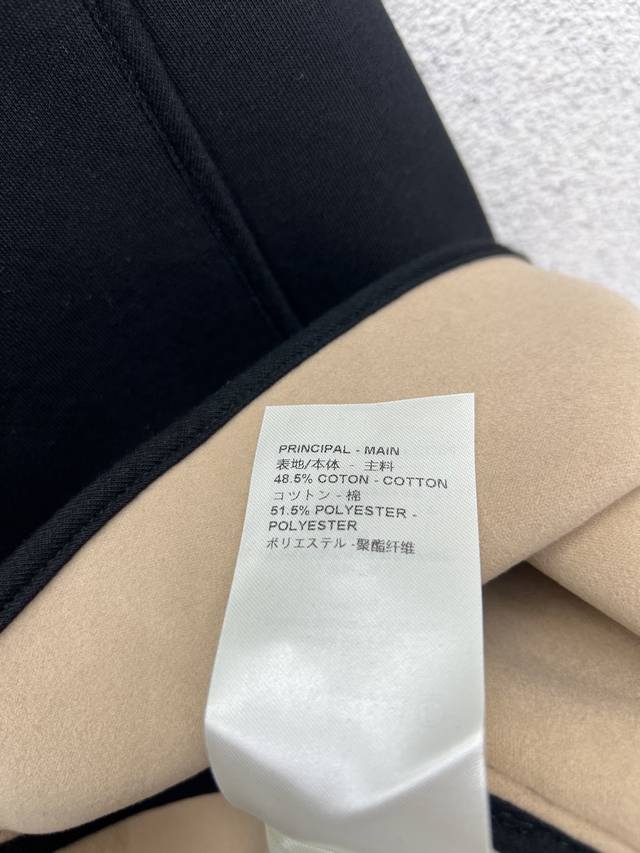 PRINCIPAL - MAIN
表地/本体 - 主料
48.5% COTON - COTTON
コットン - 棉
51.5% POLYESTER -
POLYESTER
ポリエステル -聚酯纤维